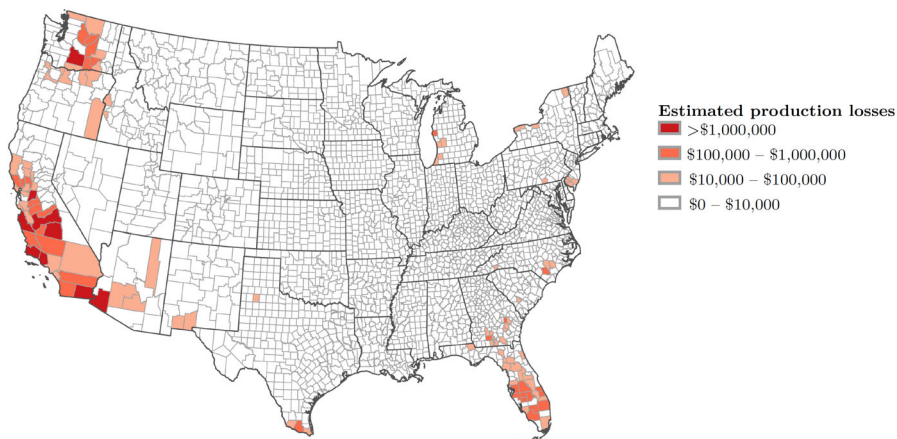 Estimated production losses
>$1,000,000
$100,000 – $1,000,000
$10,000 – $100,000
$0 – $10,000